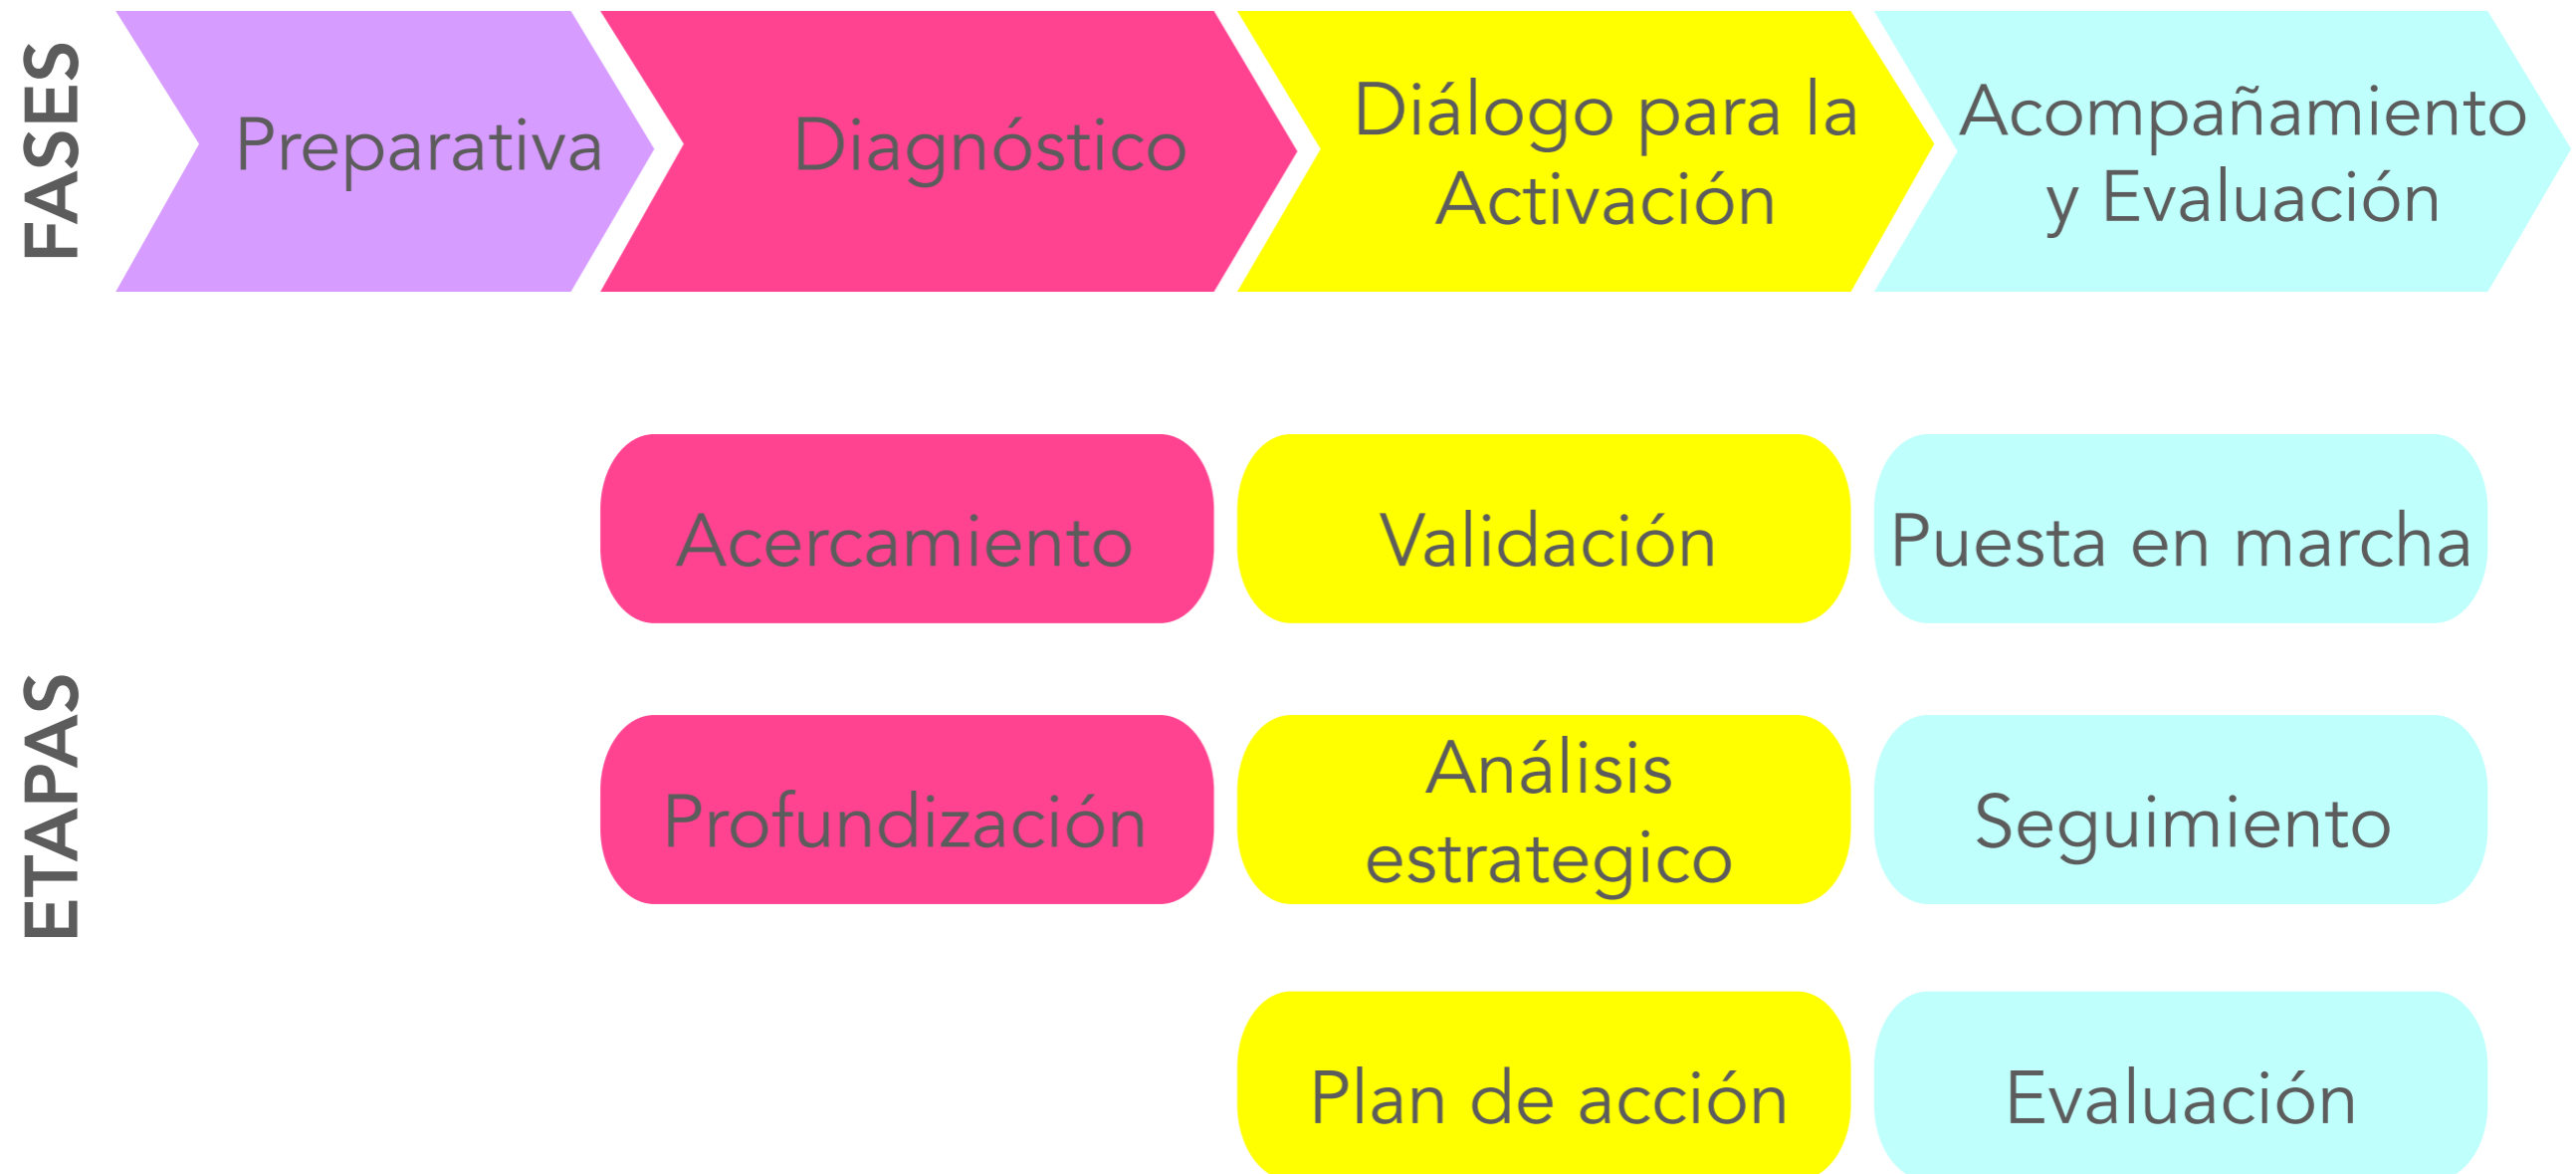 FASES
Preparativa
Diagnóstico
Diálogo para la
Activación
Acompañamiento
y Evaluación
ETAPAS
Acercamiento
Validación
Puesta en marcha
Profundización
Análisis
estrategico
Seguimiento
Plan de acción
Evaluación